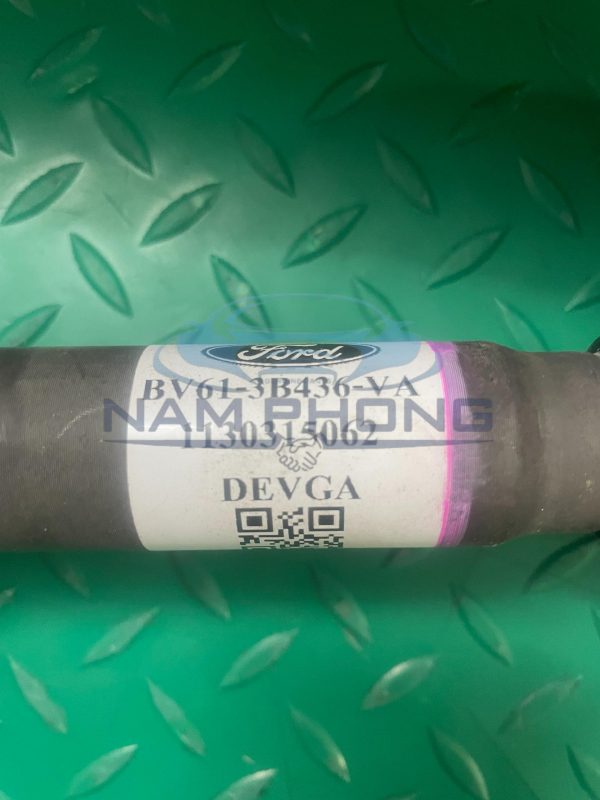 Ford
BV61-3B436-VA
NAM PHONG
1130315062
DEVGA